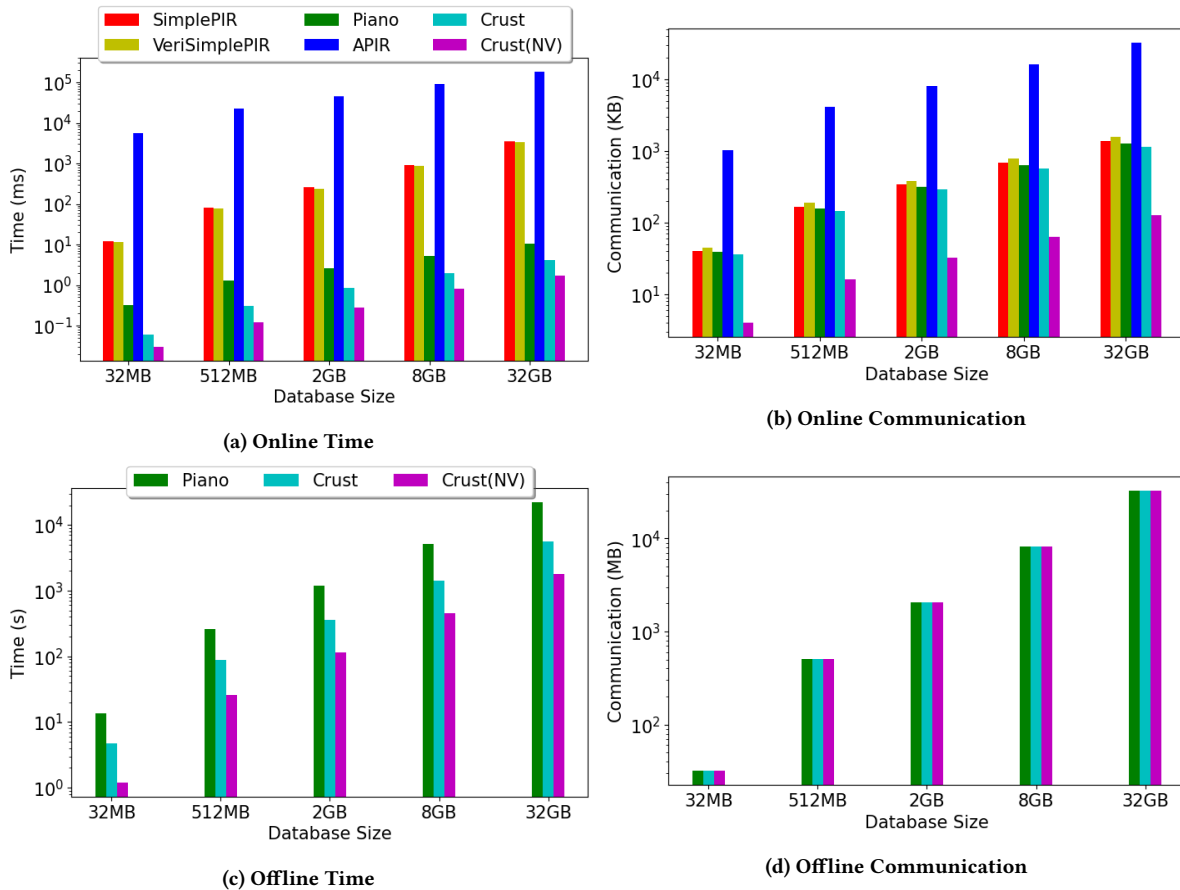 SimplePIR Piano Crust
VeriSimplePIR APIR Crust(NV)
Time (ms)
10^5
10^4
10^3
10^2
10^1
10^0
10^-1
32MB 512MB 2GB 8GB 32GB
Database Size
(a) Online Time
Communication (KB)
10^4
10^3
10^2
10^1
32MB 512MB 2GB 8GB 32GB
Database Size
(b) Online Communication
Piano Crust Crust(NV)
Time (s)
10^4
10^3
10^2
10^1
10^0
32MB 512MB 2GB 8GB 32GB
Database Size
(c) Offline Time
Communication (MB)
10^4
10^3
10^2
32MB 512MB 2GB 8GB 32GB
Database Size
(d) Offline Communication